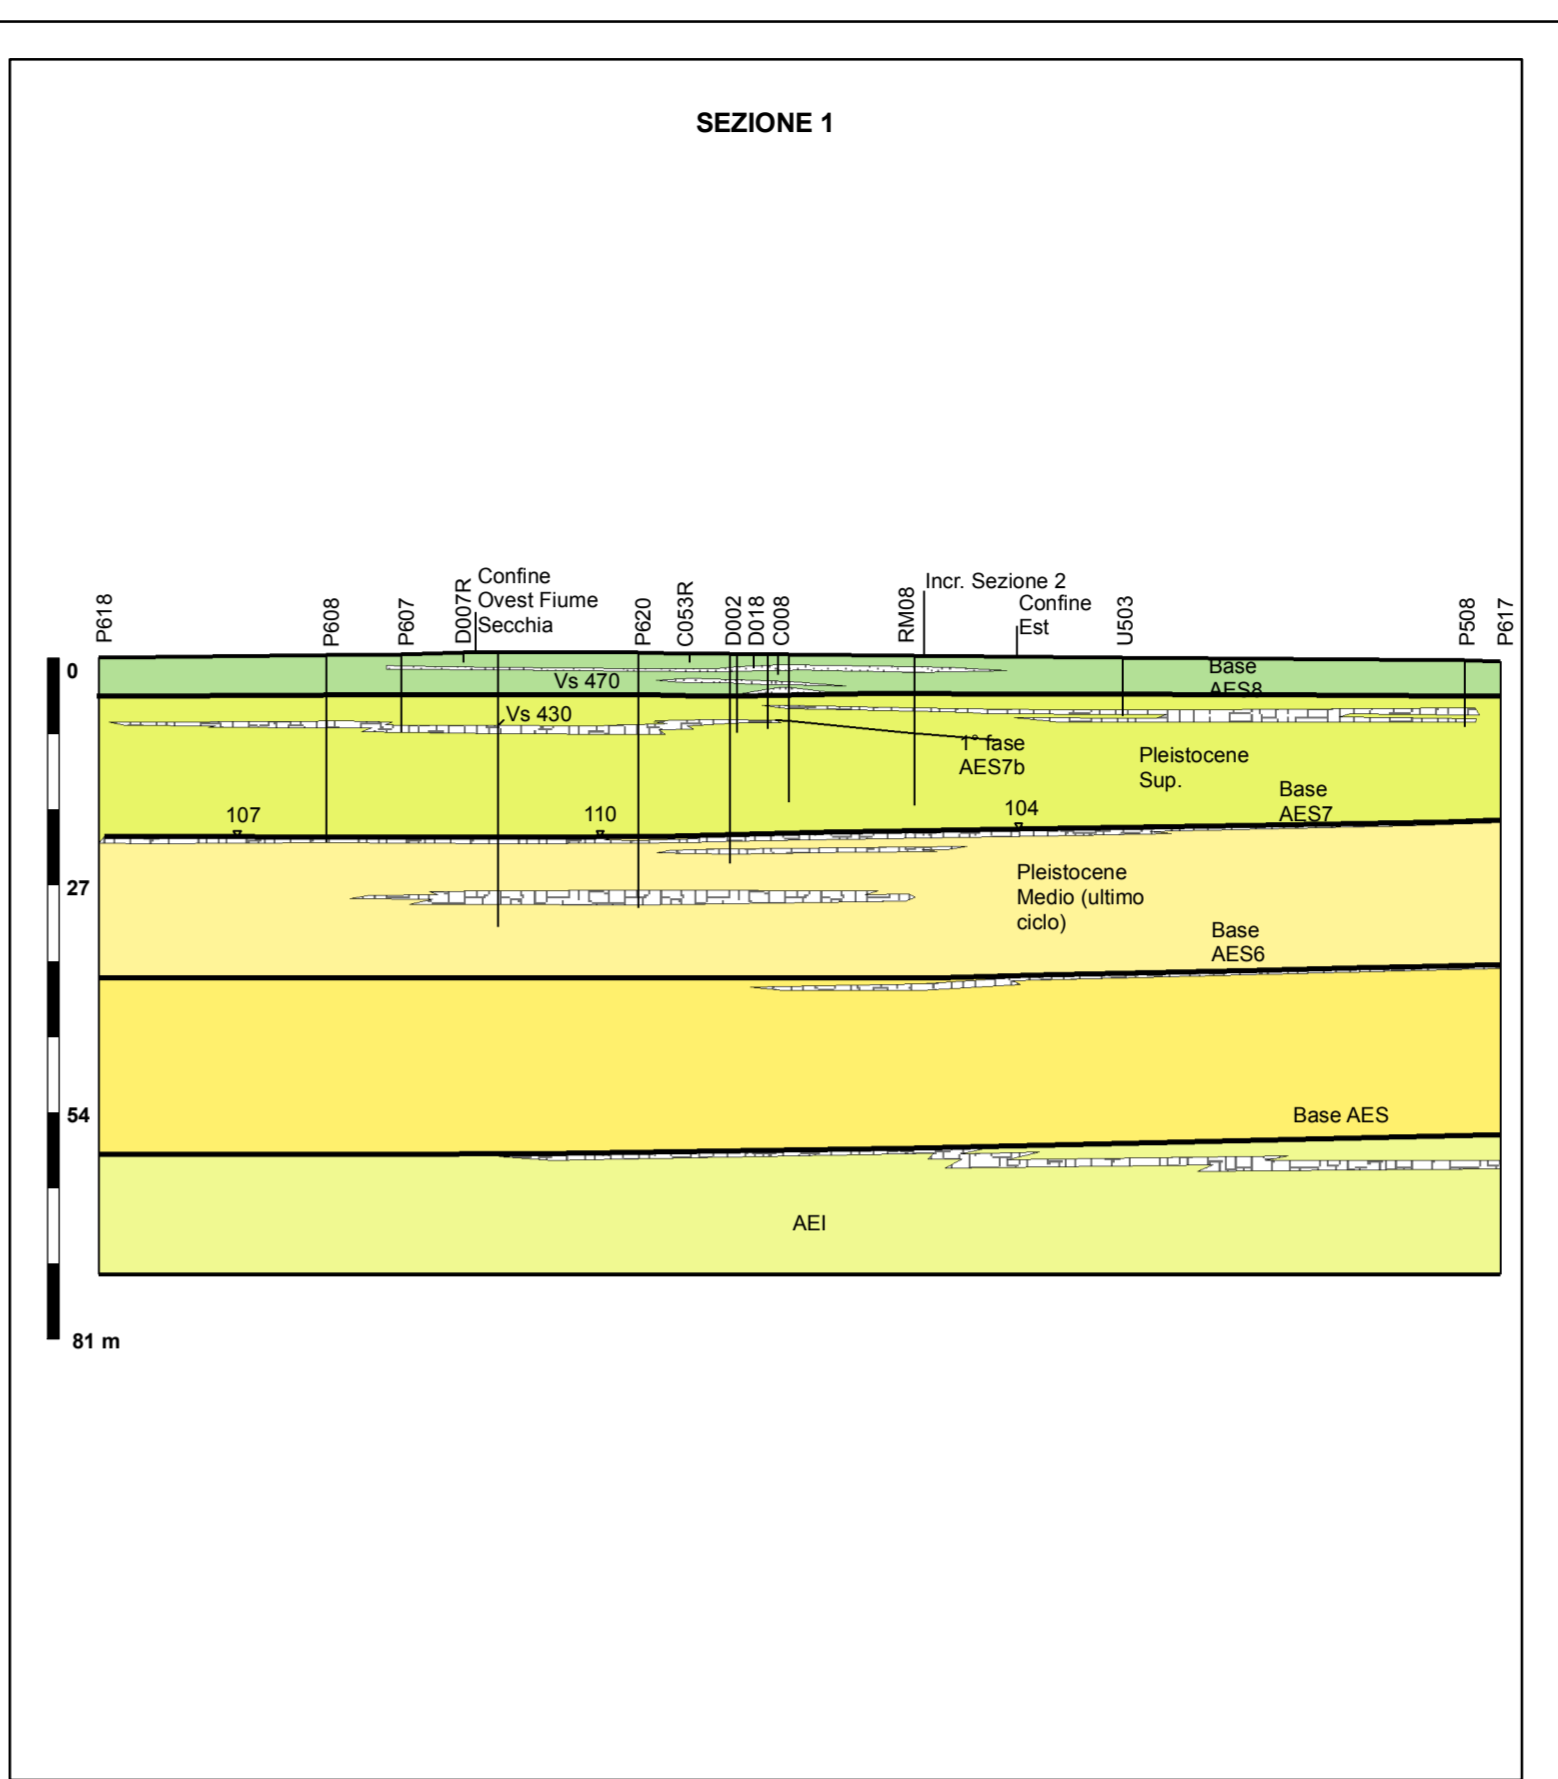 SEZIONE 1
P618
P608
P607
D007R
Confine
Ovest Fiume
Secchia
P620
C053R
D002
D018
C008
RM08
Incr. Sezione 2
Confine
Est
U503
P508
P617
0
Base
AES8
Vs 470
Vs 430
1° fase
AES7b
Pleistocene
Sup.
Base
AES7
107
110
104
27
Pleistocene
Medio (ultimo
ciclo)
Base
AES6
54
Base AES
AEI
81 m